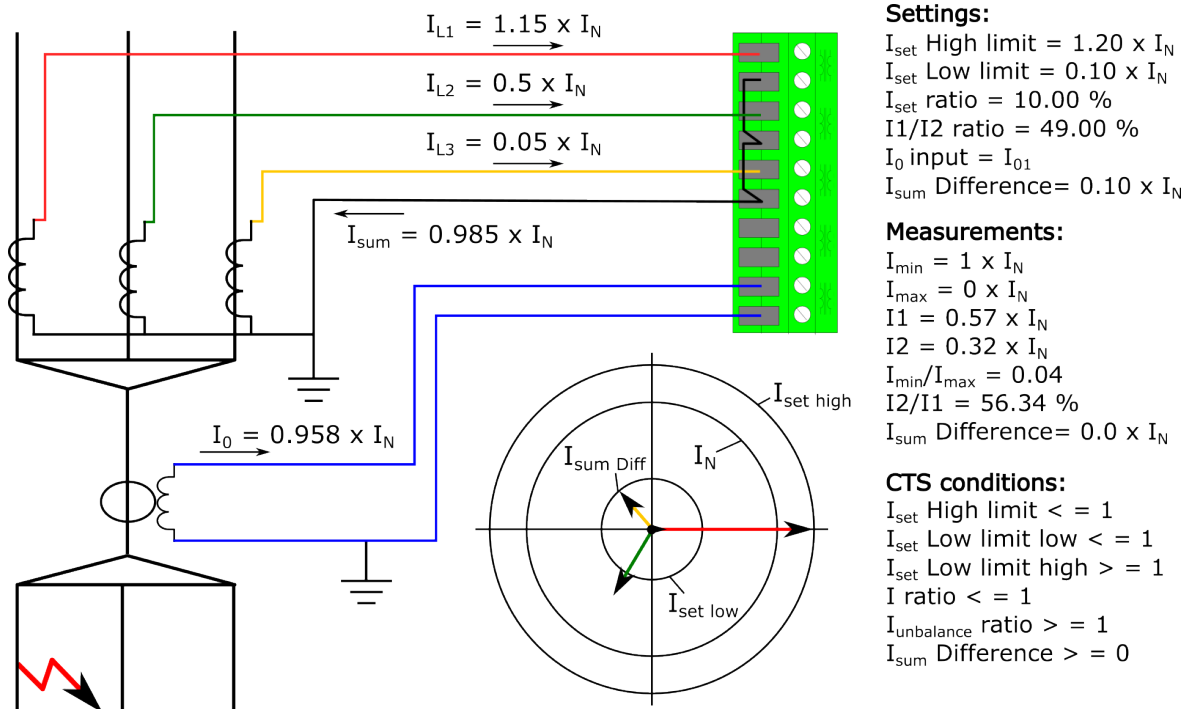 I_L1 = 1.15 x I_N
I_L2 = 0.5 x I_N
I_L3 = 0.05 x I_N
I_sum = 0.985 x I_N
I_0 = 0.958 x I_N
I_set high
I_N
I_sum Diff
I_set low
Settings:
I_set High limit = 1.20 x I_N
I_set Low limit = 0.10 x I_N
I_set ratio = 10.00 %
I1/I2 ratio = 49.00 %
I_0 input = I_01
I_sum Difference= 0.10 x I_N
Measurements:
I_min = 1 x I_N
I_max = 0 x I_N
I1 = 0.57 x I_N
I2 = 0.32 x I_N
I_min/I_max = 0.04
I2/I1 = 56.34 %
I_sum Difference= 0.0 x I_N
CTS conditions:
I_set High limit < = 1
I_set Low limit low < = 1
I_set Low limit high > = 1
I ratio < = 1
I_unbalance ratio > = 1
I_sum Difference > = 0